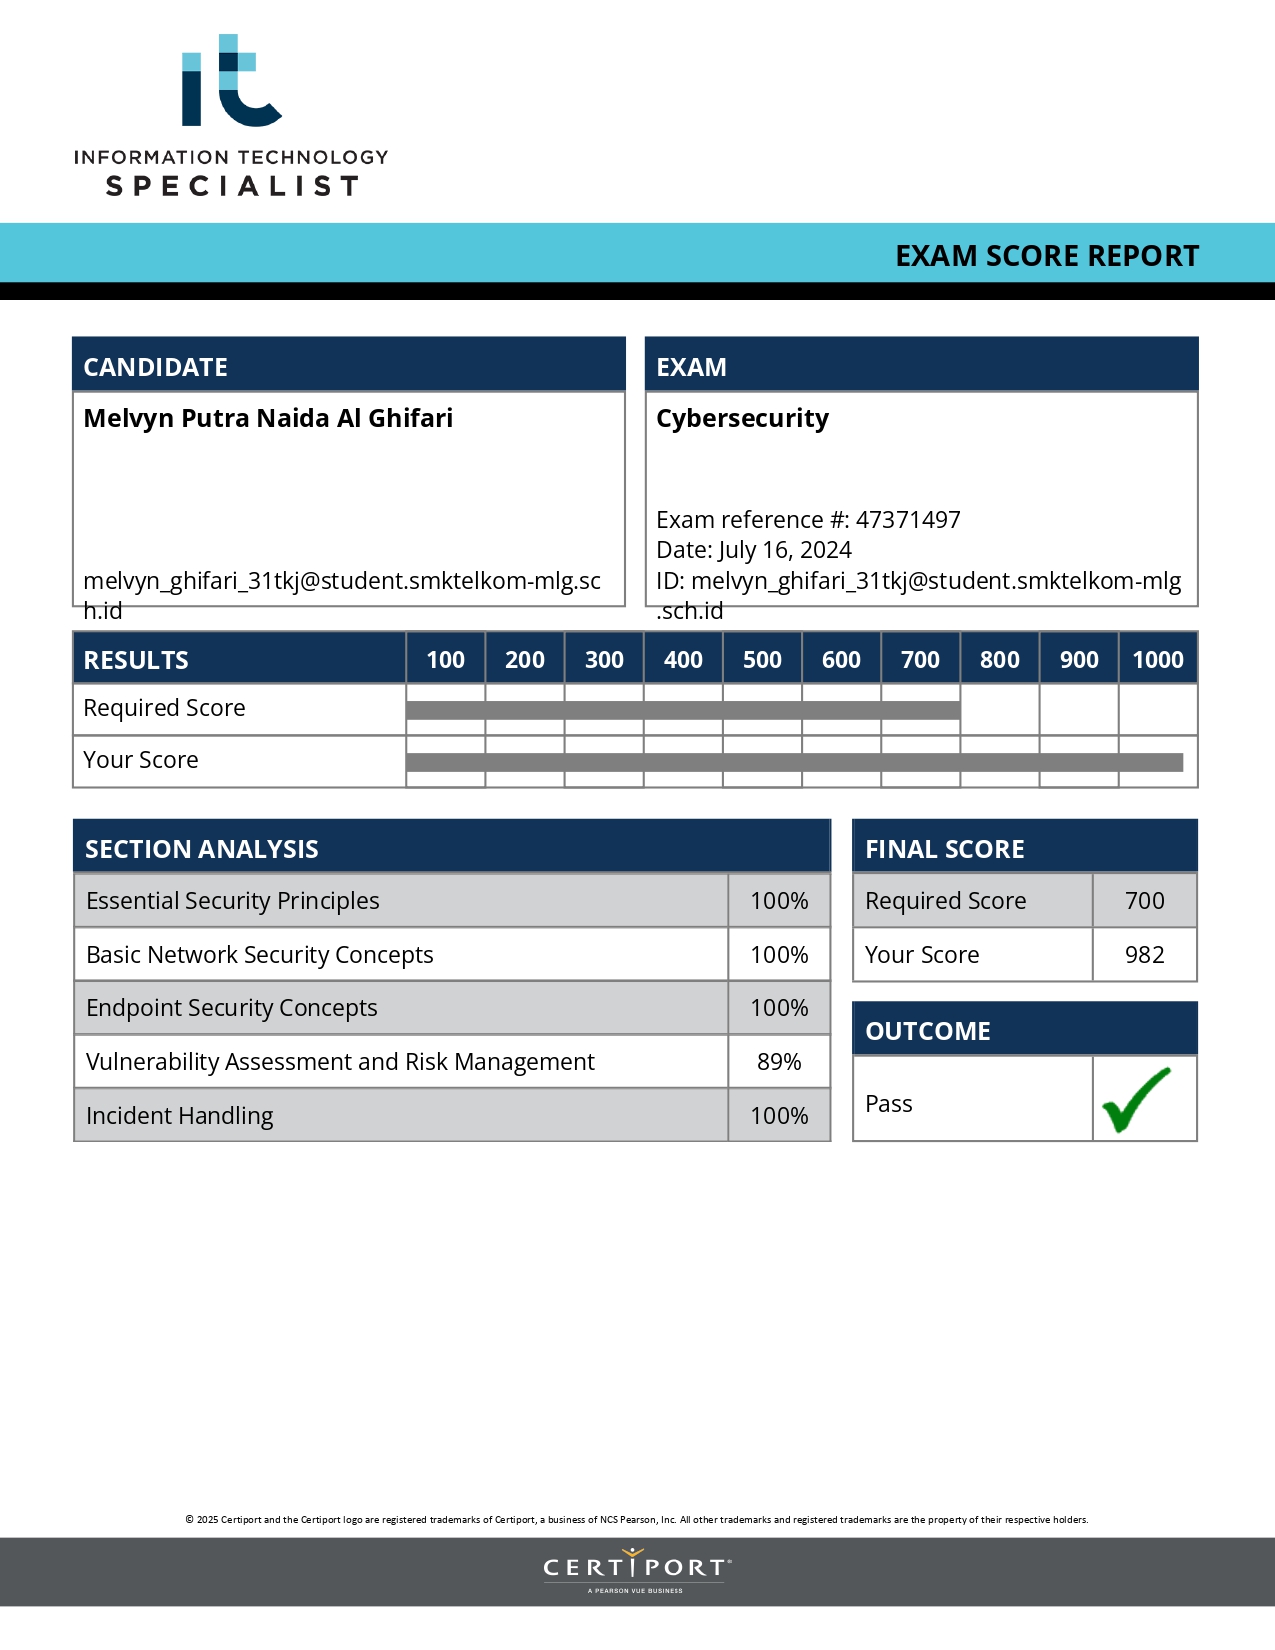 it
INFORMATION TECHNOLOGY
SPECIALIST
EXAM SCORE REPORT
CANDIDATE
Melvyn Putra Naida Al Ghifari
melvyn_ghifari_31tkj@student.smktelkom-mlg.sc
h.id
EXAM
Cybersecurity
Exam reference #: 47371497
Date: July 16, 2024
ID: melvyn_ghifari_31tkj@student.smktelkom-mlg
.sch.id
RESULTS 100 200 300 400 500 600 700 800 900 1000
Required Score
Your Score
SECTION ANALYSIS
Essential Security Principles 100%
Basic Network Security Concepts 100%
Endpoint Security Concepts 100%
Vulnerability Assessment and Risk Management 89%
Incident Handling 100%
FINAL SCORE
Required Score 700
Your Score 982
OUTCOME
Pass
© 2025 Certiport and the Certiport logo are registered trademarks of Certiport, a business of NCS Pearson, Inc. All other trademarks and registered trademarks are the property of their respective holders.
CERTIPORT®
A PEARSON VUE BUSINESS